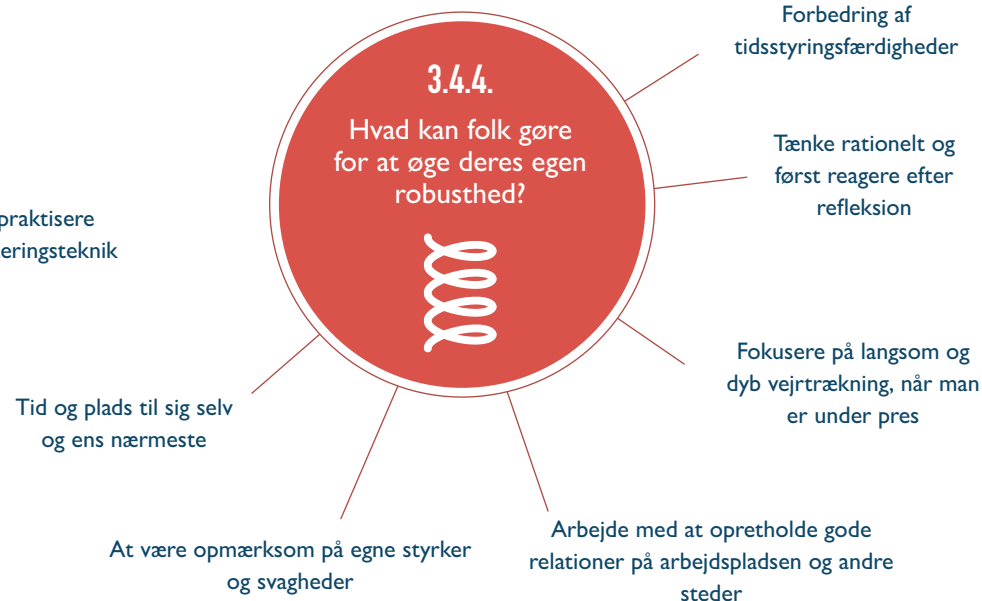 3.4.4.
Hvad kan folk gøre
for at øge deres egen
robusthed?
Forbedring af
tidsstyringsfærdigheder
Tænke rationelt og
først reagere efter
refleksion
Fokusere på langsom og
dyb vejrtrækning, når man
er under pres
Arbejde med at opretholde gode
relationer på arbejdspladsen og andre
steder
At være opmærksom på egne styrker
og svagheder
Tid og plads til sig selv
og ens nærmeste
praktisere
eringsteknik